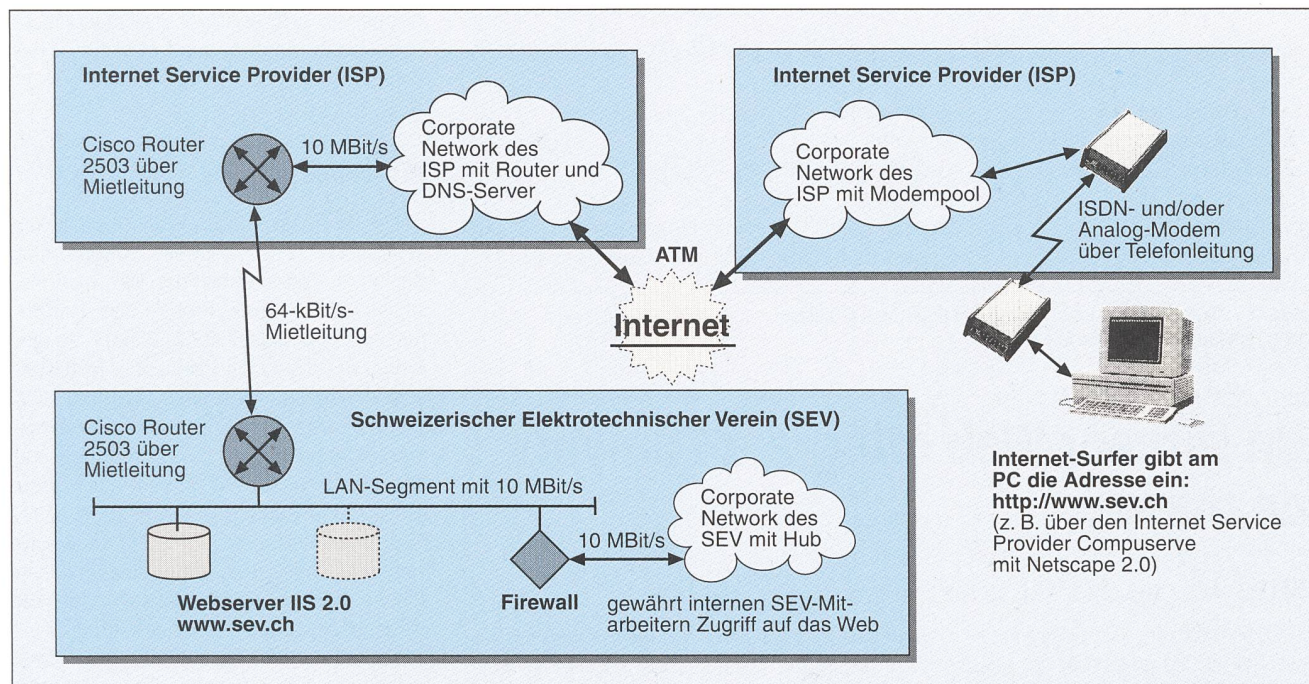 Internet Service Provider (ISP)
Cisco Router
2503 über
Mietleitung
10 MBit/s
Corporate
Network des
ISP mit Router und
DNS-Server
Internet Service Provider (ISP)
Corporate
Network des
ISP mit Modempool
ISDN- und/oder
Analog-Modem
über Telefonleitung
ATM
Internet
64-kBit/s-
Mietleitung
Schweizerischer Elektrotechnischer Verein (SEV)
Cisco Router
2503 über
Mietleitung
LAN-Segment mit 10 MBit/s
Corporate
Network des
SEV mit Hub
10 MBit/s
Webserver IIS 2.0
www.sev.ch
Firewall
gewährt internen SEV-Mit-
arbeitern Zugriff auf das Web
Internet-Surfer gibt am
PC die Adresse ein:
http://www.sev.ch
(z. B. über den Internet Service
Provider Compuserve
mit Netscape 2.0)